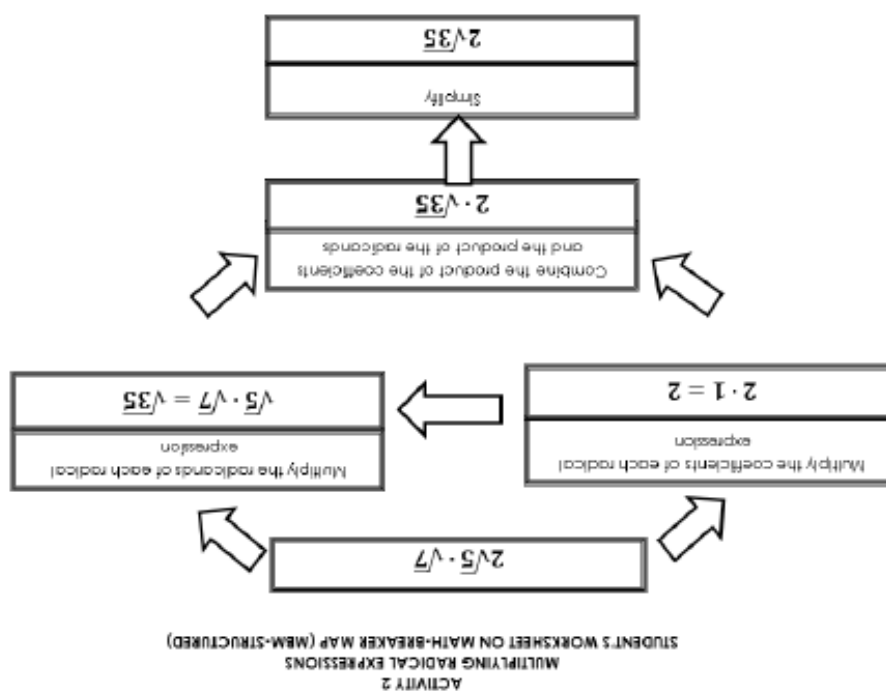 ACTIVITY 2
MULTIPLYING RADICAL EXPRESSIONS
STUDENT'S WORKSHEET ON MATH-BREAKER MAP (MBM-STRUCTURED)
2√5 · √7
Multiply the coefficients of each radical
expression
2 · 1 = 2
Multiply the radicands of each radical
expression
√5 · √7 = √35
Combine the product of the coefficients
and the product of the radicands
2 · √35
Simplify
2√35